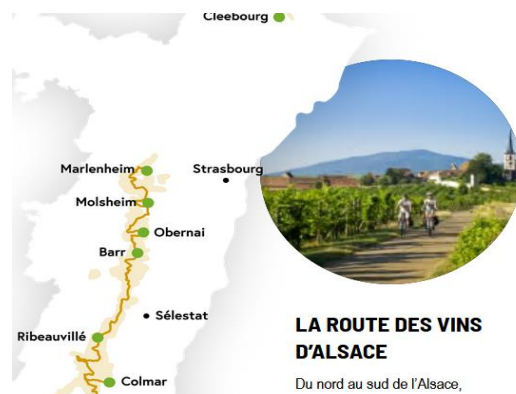 Cleebourg
Marlenheim
Strasbourg
Molsheim
Obernai
Barr
Sélestat
Ribeauvillé
Colmar
LA ROUTE DES VINS
D'ALSACE
Du nord au sud de l'Alsace,